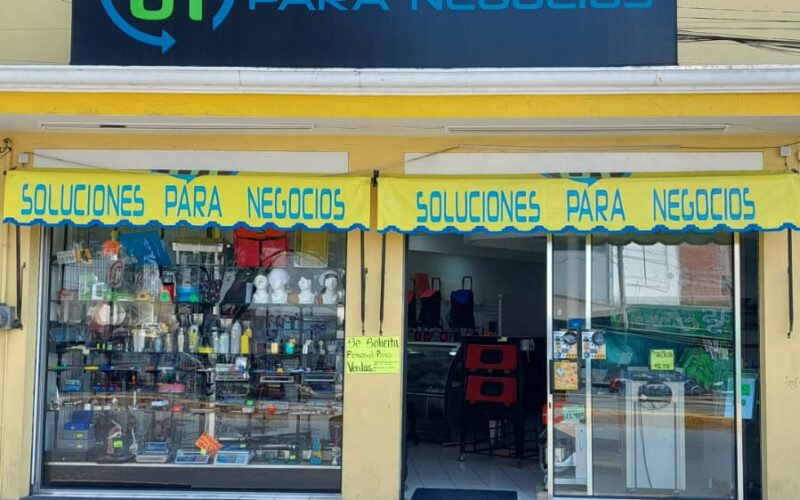 PARA NEGOCIOS
SOLUCIONES PARA NEGOCIOS
SOLUCIONES PARA NEGOCIOS
Se Solicita
Personal Para
Ventas.